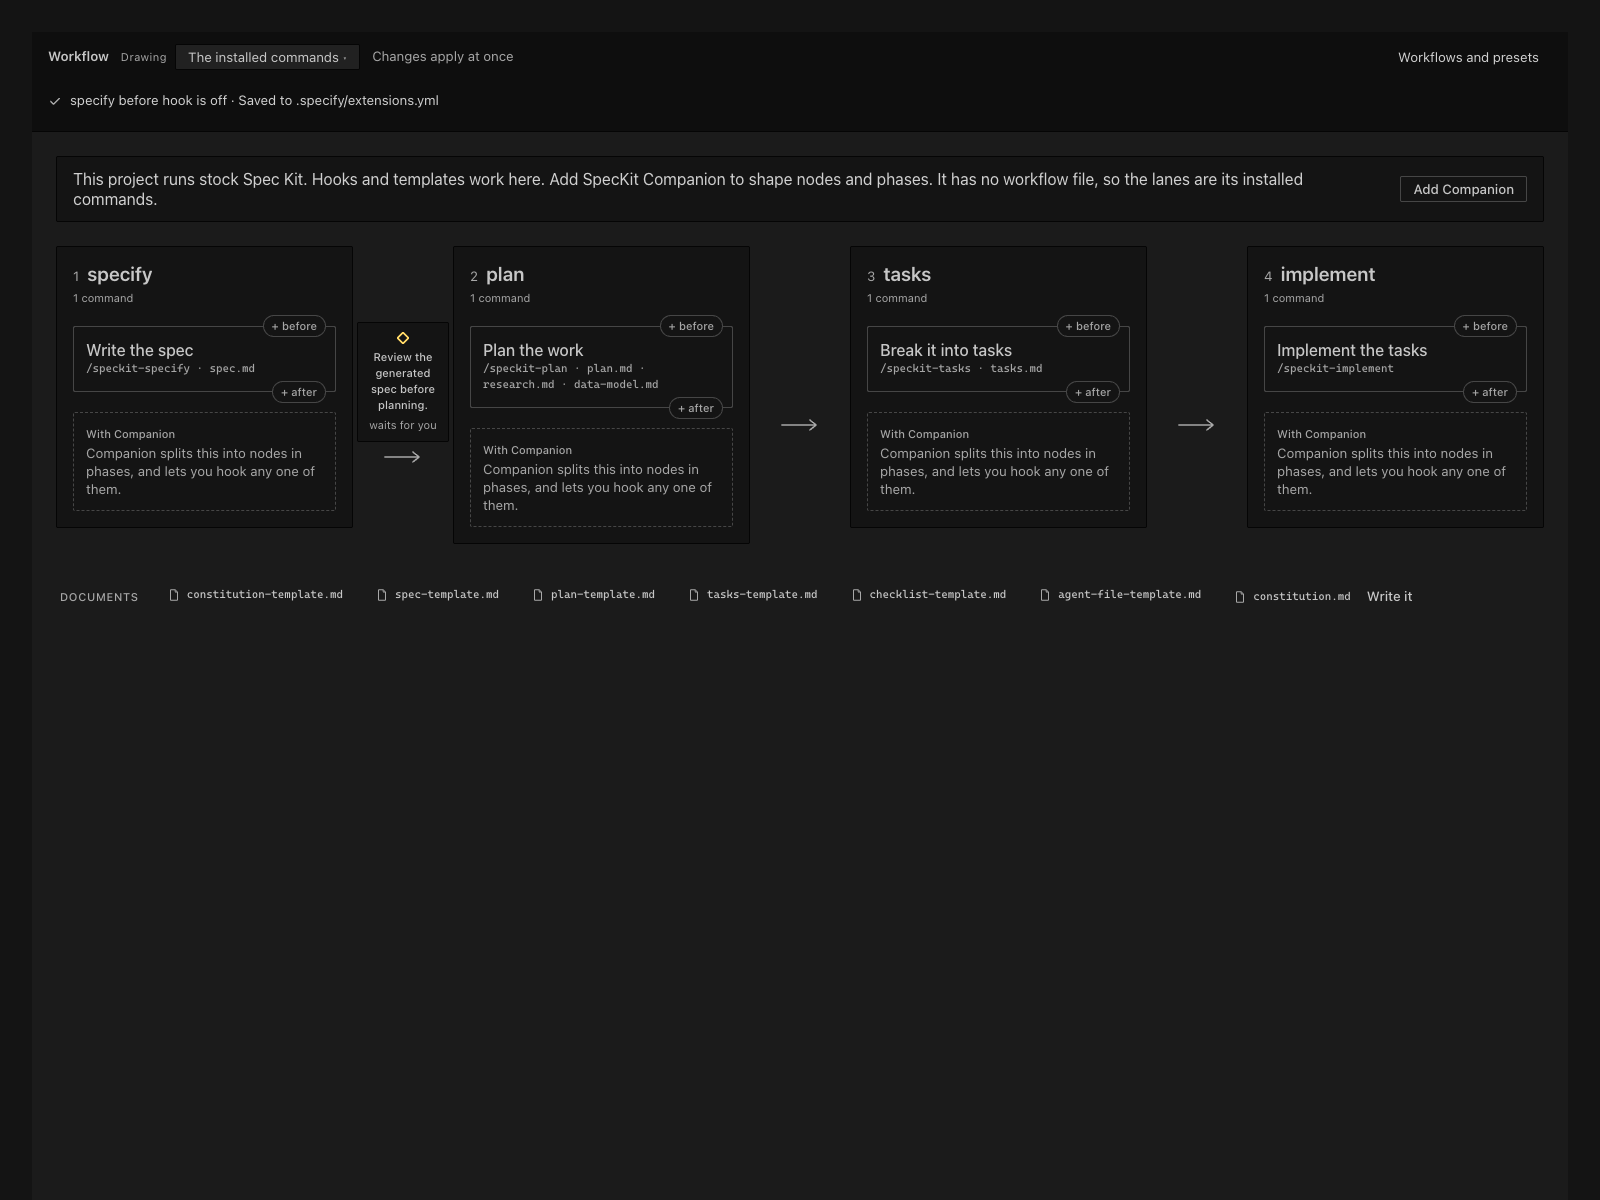 Workflow Drawing The installed commands · Changes apply at once Workflows and presets
specify before hook is off · Saved to .specify/extensions.yml
This project runs stock Spec Kit. Hooks and templates work here. Add SpecKit Companion to shape nodes and phases. It has no workflow file, so the lanes are its installed
commands.
Add Companion
1 specify
1 command
+ before
Write the spec
/speckit-specify · spec.md
+ after
With Companion
Companion splits this into nodes in
phases, and lets you hook any one of
them.
Review the
generated
spec before
planning.
waits for you
2 plan
1 command
+ before
Plan the work
/speckit-plan · plan.md ·
research.md · data-model.md
+ after
With Companion
Companion splits this into nodes in
phases, and lets you hook any one of
them.
3 tasks
1 command
+ before
Break it into tasks
/speckit-tasks · tasks.md
+ after
With Companion
Companion splits this into nodes in
phases, and lets you hook any one of
them.
4 implement
1 command
+ before
Implement the tasks
/speckit-implement
+ after
With Companion
Companion splits this into nodes in
phases, and lets you hook any one of
them.
DOCUMENTS constitution-template.md spec-template.md plan-template.md tasks-template.md checklist-template.md agent-file-template.md constitution.md Write it